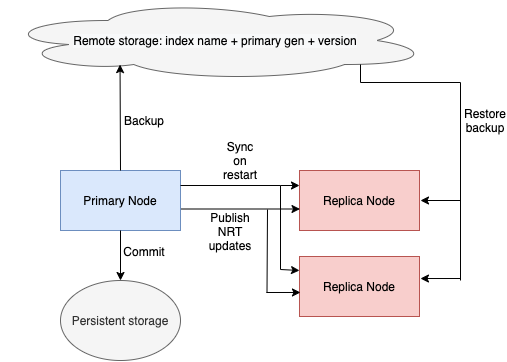 Remote storage: index name + primary gen + version
Backup
Restore
backup
Sync
on
restart
Primary Node
Replica Node
Publish
NRT
updates
Commit
Replica Node
Persistent storage